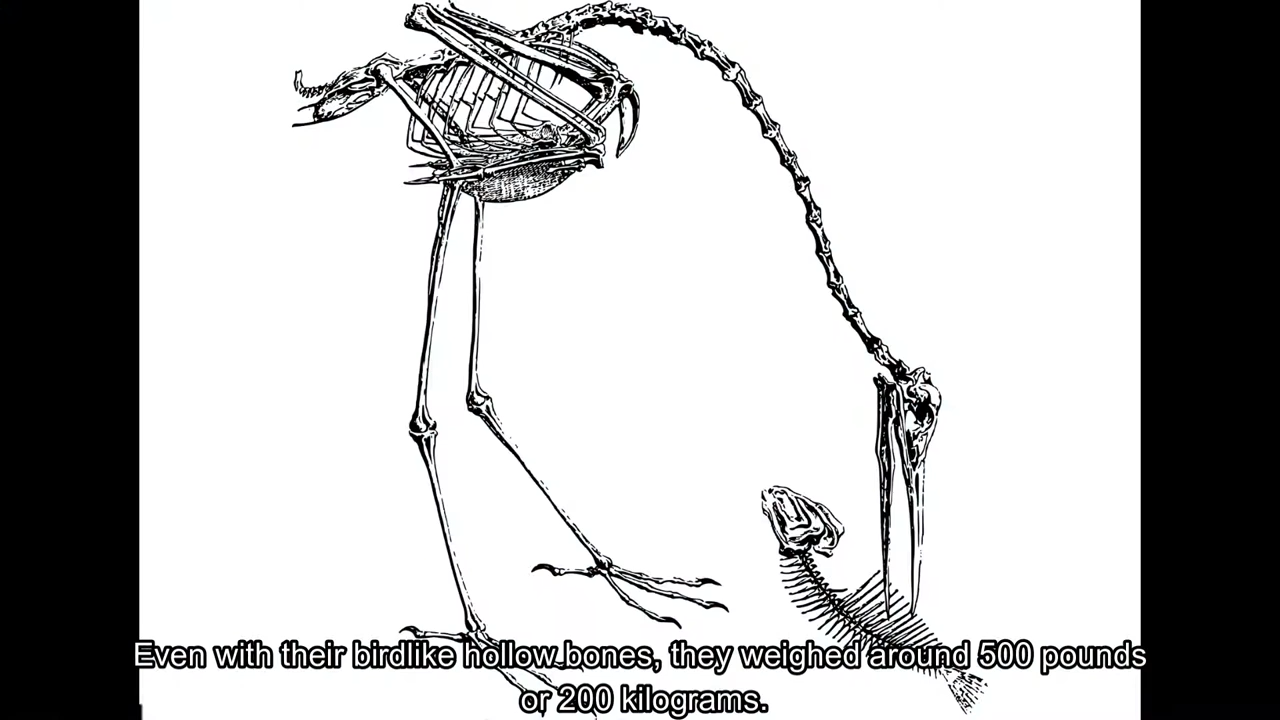 Even with their birdlike hollow bones, they weighed around 500 pounds
or 200 kilograms.